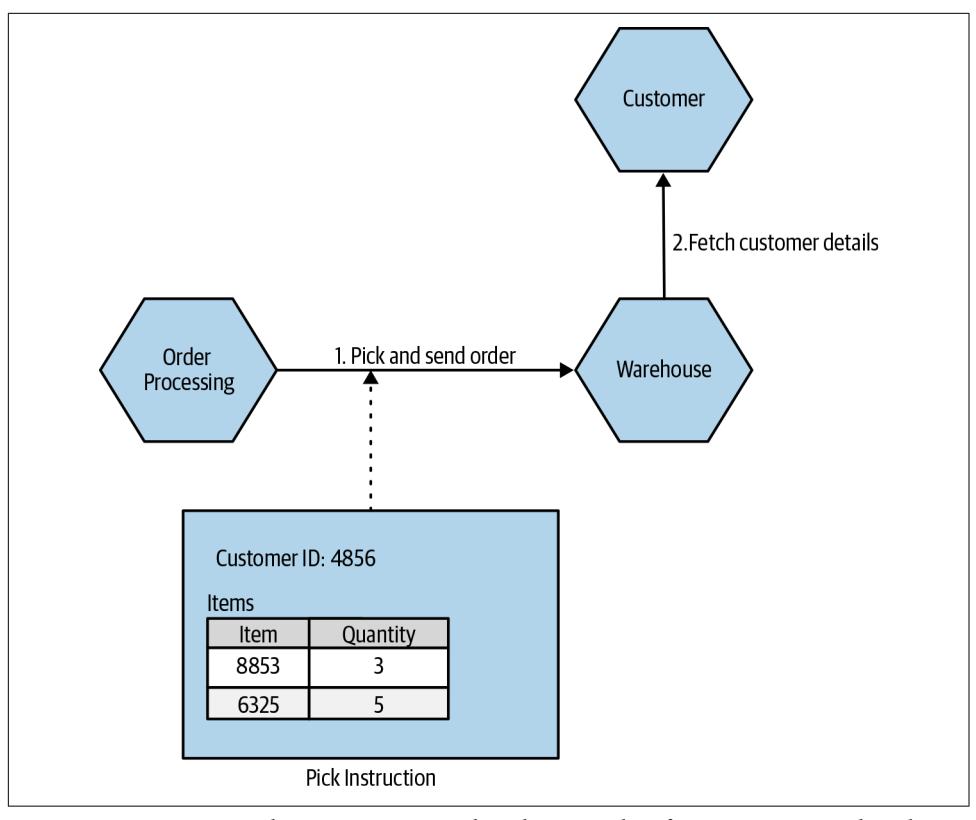 Customer
2.Fetch customer details
Order
Processing
1. Pick and send order
Warehouse
Customer ID: 4856
Items
Item Quantity
8853 3
6325 5
Pick Instruction